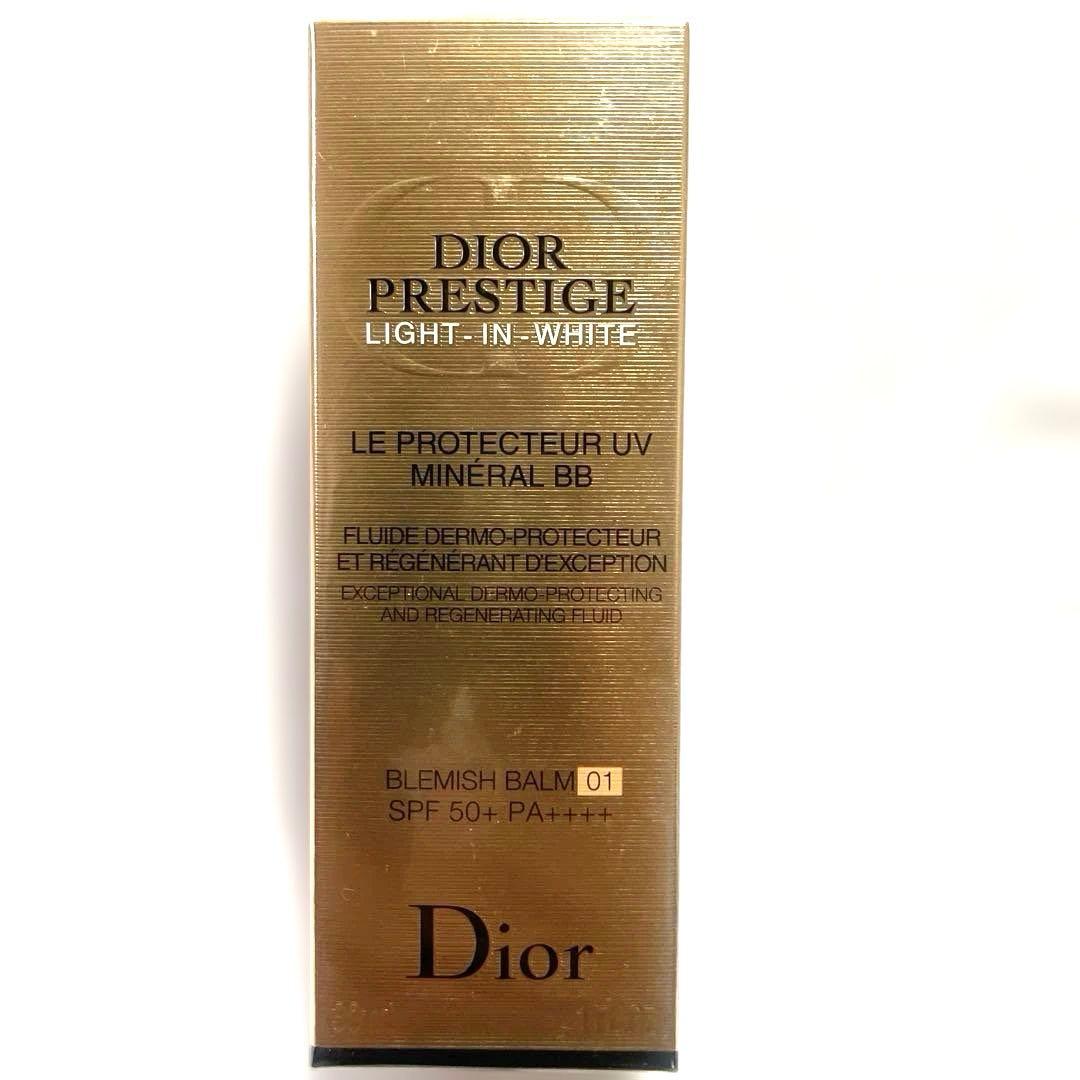 DIOR
PRESTIGE
LIGHT-IN-WHITE
LE PROTECTEUR UV
MINÉRAL BB
FLUIDE DERMO-PROTECTEUR
ET RÉGÉNÉRANT D'EXCEPTION
EXCEPTIONAL DERMO-PROTECTING
AND REGENERATING FLUID
BLEMISH BALM 01
SPF 50+ PA++++
Dior